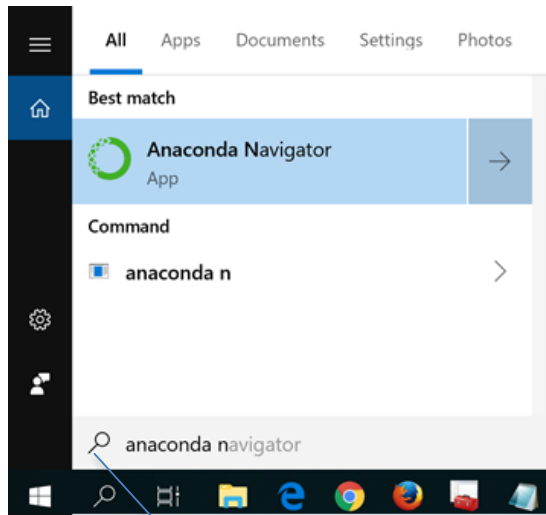 All Apps Documents Settings Photos
Best match
Anaconda Navigator
App
Command
anaconda n
anaconda navigator